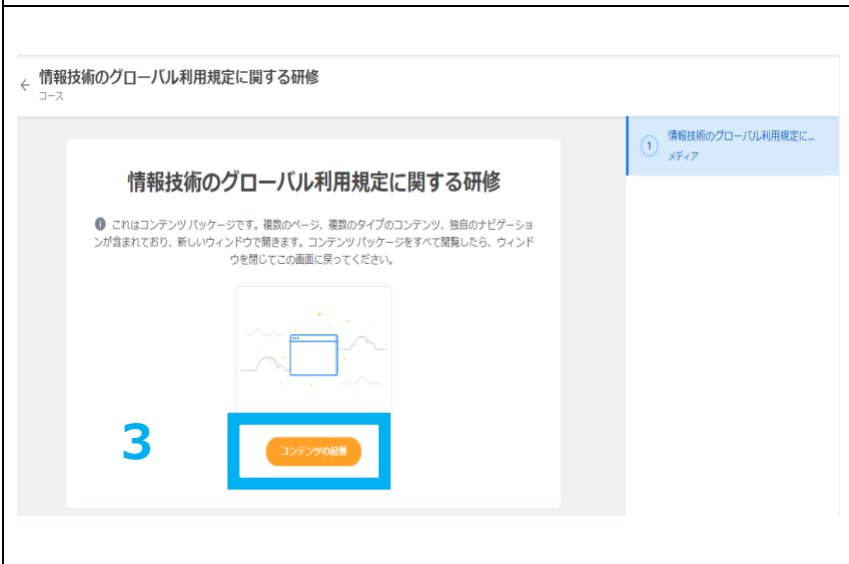 ← 情報技術のグローバル利用規定に関する研修
コース
1 情報技術のグローバル利用規定に...
メディア
情報技術のグローバル利用規定に関する研修
これはコンテンツ パッケージです。複数のページ、複数のタイプのコンテンツ、独自のナビゲーショ
ンが含まれており、新しいウィンドウで開きます。コンテンツ パッケージをすべて閲覧したら、ウィンド
ウを閉じてこの画面に戻ってください。
3
コンテンツの起動